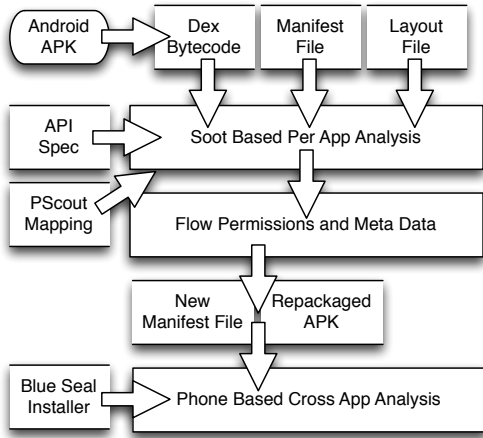 Android
APK
Dex
Bytecode
Manifest
File
Layout
File
API
Spec
Soot Based Per App Analysis
PScout
Mapping
Flow Permissions and Meta Data
New
Manifest File
Repackaged
APK
Blue Seal
Installer
Phone Based Cross App Analysis